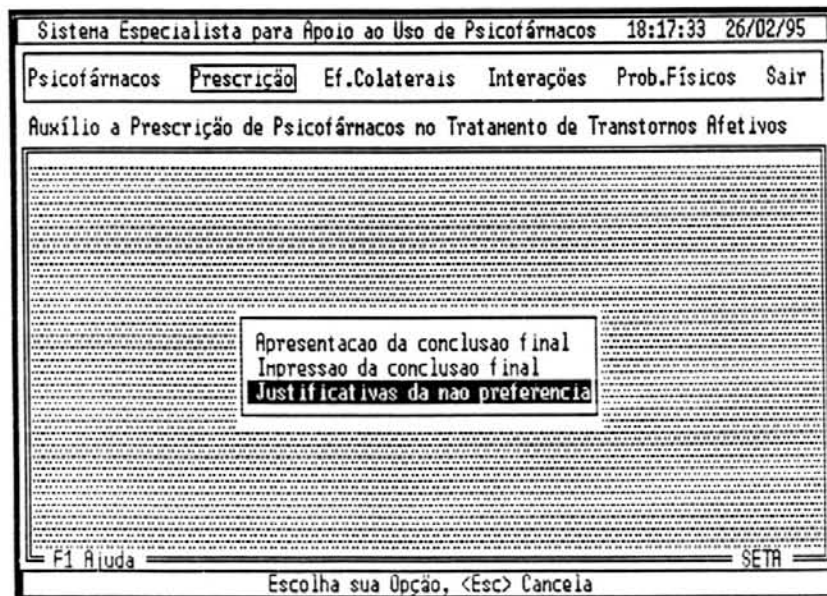 Sistema Especialista para Apoio ao Uso de Psicofármacos 18:17:33 26/02/95
Psicofármacos Prescrição Ef.Colaterais Interações Prob.Físicos Sair
Auxílio a Prescrição de Psicofármacos no Tratamento de Transtornos Afetivos
Apresentacao da conclusao final
Impressao da conclusao final
Justificativas da nao preferencia
F1 Ajuda SETA
Escolha sua Opção, <Esc> Cancela